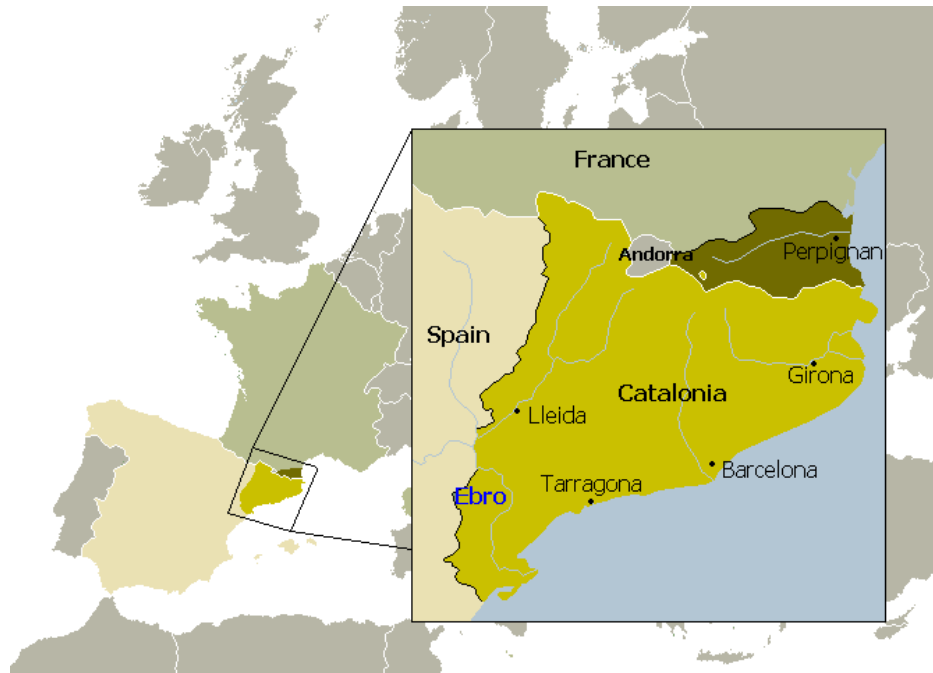 France
Andorra
Perpignan
Spain
Girona
Catalonia
Lleida
Barcelona
Tarragona
Ebro